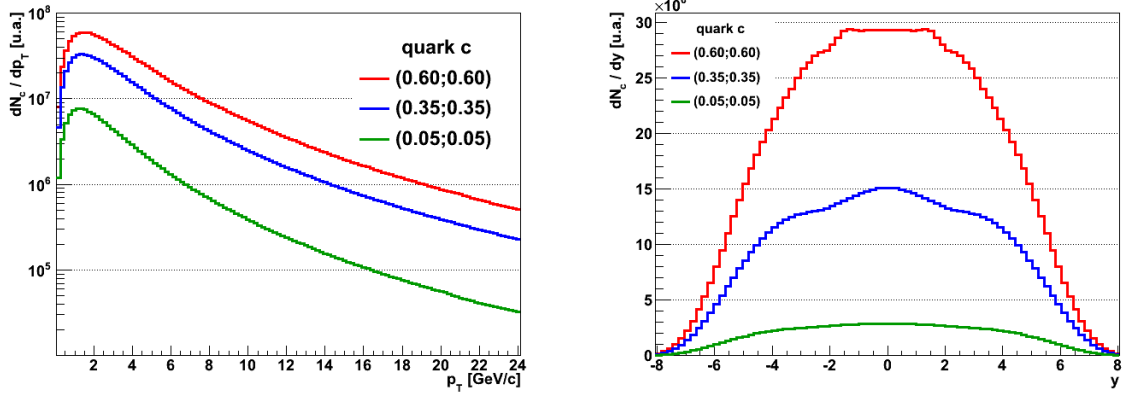 dN_c / dp_T [u.a.]
10^8
10^7
10^6
10^5
quark c
(0.60;0.60)
(0.35;0.35)
(0.05;0.05)
2 4 6 8 10 12 14 16 18 20 22 24
p_T [GeV/c]
dN_c / dy [u.a.]
30
25
20
15
10
5
0
quark c
(0.60;0.60)
(0.35;0.35)
(0.05;0.05)
-8 -6 -4 -2 0 2 4 6 8
y